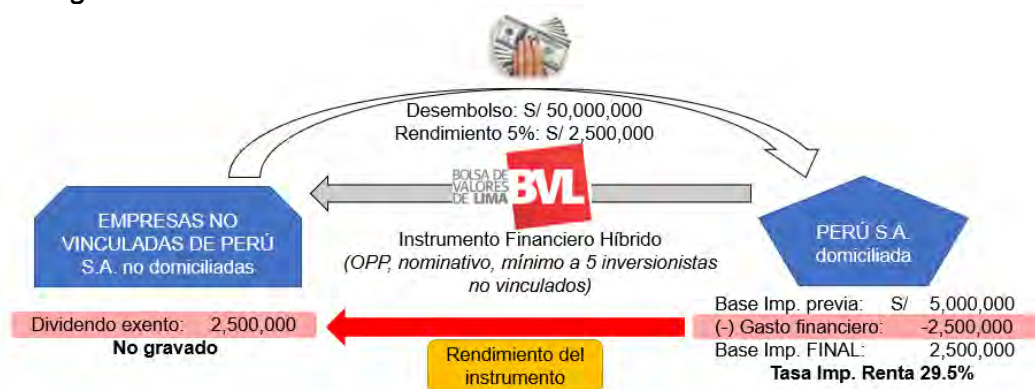 Desembolso: S/ 50,000,000
Rendimiento 5%: S/ 2,500,000
BOLSA DE
VALORES
DE LIMA
BVL
EMPRESAS NO
VINCULADAS DE PERÚ
S.A. no domiciliadas
Instrumento Financiero Híbrido
(OPP, nominativo, mínimo a 5 inversionistas
no vinculados)
PERÚ S.A.
domiciliada
Dividendo exento: 2,500,000
No gravado
Rendimiento del
instrumento
Base Imp. previa: S/ 5,000,000
(-) Gasto financiero: -2,500,000
Base Imp. FINAL: 2,500,000
Tasa Imp. Renta 29.5%